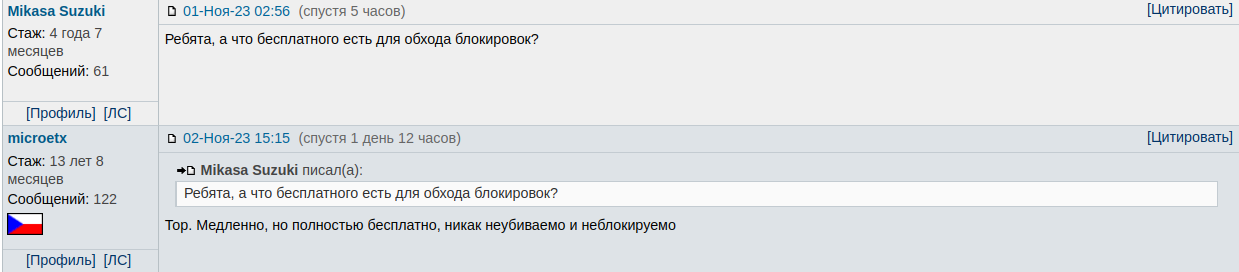 Mikasa Suzuki
01-Ноя-23 02:56 (спустя 5 часов)
[Цитировать]
Стаж: 4 года 7
месяцев
Сообщений: 61
Ребята, а что бесплатного есть для обхода блокировок?
[Профиль] [ЛС]
microetx
02-Ноя-23 15:15 (спустя 1 день 12 часов)
[Цитировать]
Стаж: 13 лет 8
месяцев
Сообщений: 122
Mikasa Suzuki писал(а):
Ребята, а что бесплатного есть для обхода блокировок?
Тор. Медленно, но полностью бесплатно, никак неубиваемо и неблокируемо
[Профиль] [ЛС]